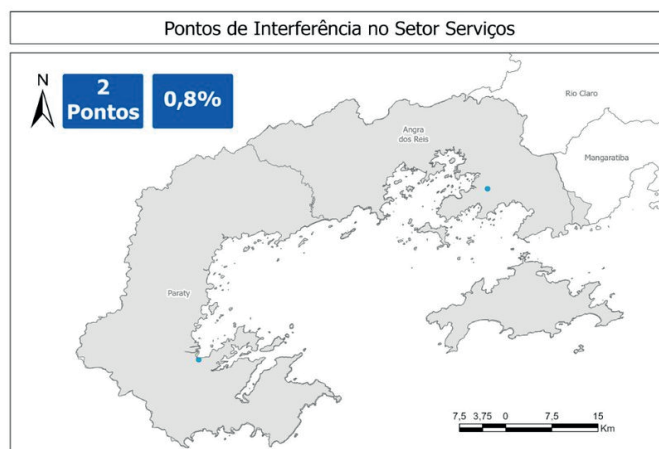 Pontos de Interferência no Setor Serviços
N
2
Pontos
0,8%
Rio Claro
Angra
dos Reis
Mangaratiba
Paraty
7,5 3,75 0 7,5 15
Km